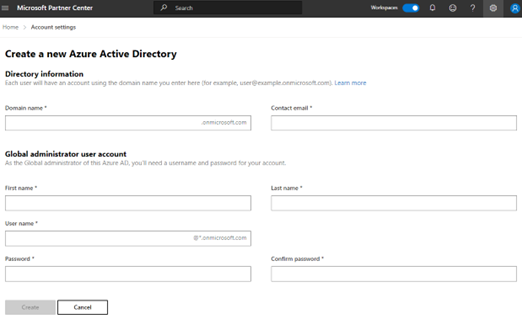 Microsoft Partner Center
Search
Workspaces
Home > Account settings
Create a new Azure Active Directory
Directory information
Each user will have an account using the domain name you enter here (for example, user@example.onmicrosoft.com). Learn more
Domain name * Contact email *
.onmicrosoft.com
Global administrator user account
As the Global administrator of this Azure AD, you'll need a username and password for your account.
First name * Last name *
User name *
@*.onmicrosoft.com
Password * Confirm password *
Create Cancel